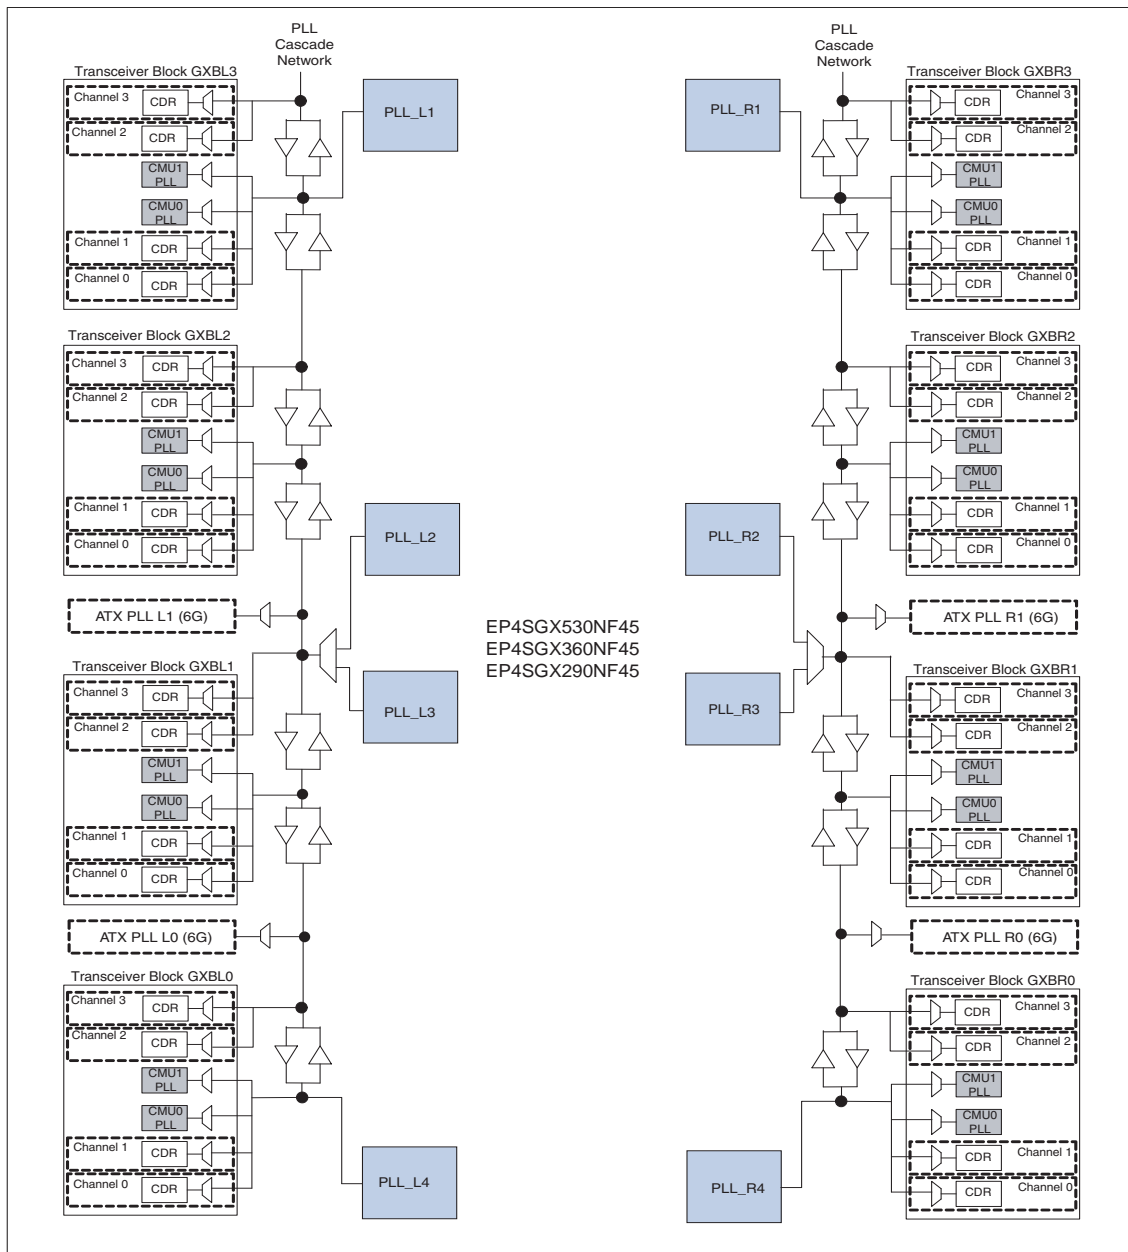 PLL
Cascade
Network
Transceiver Block GXBL3
Channel 3
CDR
Channel 2
CDR
CMU1
PLL
CMU0
PLL
Channel 1
CDR
Channel 0
CDR
PLL_L1
Transceiver Block GXBL2
Channel 3
CDR
Channel 2
CDR
CMU1
PLL
CMU0
PLL
Channel 1
CDR
Channel 0
CDR
PLL_L2
ATX PLL L1 (6G)
Transceiver Block GXBL1
Channel 3
CDR
Channel 2
CDR
CMU1
PLL
CMU0
PLL
Channel 1
CDR
Channel 0
CDR
PLL_L3
ATX PLL L0 (6G)
Transceiver Block GXBL0
Channel 3
CDR
Channel 2
CDR
CMU1
PLL
CMU0
PLL
Channel 1
CDR
Channel 0
CDR
PLL_L4
EP4SGX530NF45
EP4SGX360NF45
EP4SGX290NF45
PLL
Cascade
Network
PLL_R1
Transceiver Block GXBR3
Channel 3
CDR
Channel 2
CDR
CMU1
PLL
CMU0
PLL
Channel 1
CDR
Channel 0
CDR
Transceiver Block GXBR2
Channel 3
CDR
Channel 2
CDR
CMU1
PLL
CMU0
PLL
Channel 1
CDR
Channel 0
CDR
PLL_R2
ATX PLL R1 (6G)
PLL_R3
Transceiver Block GXBR1
Channel 3
CDR
Channel 2
CDR
CMU1
PLL
CMU0
PLL
Channel 1
CDR
Channel 0
CDR
ATX PLL R0 (6G)
Transceiver Block GXBR0
Channel 3
CDR
Channel 2
CDR
CMU1
PLL
CMU0
PLL
Channel 1
CDR
Channel 0
CDR
PLL_R4